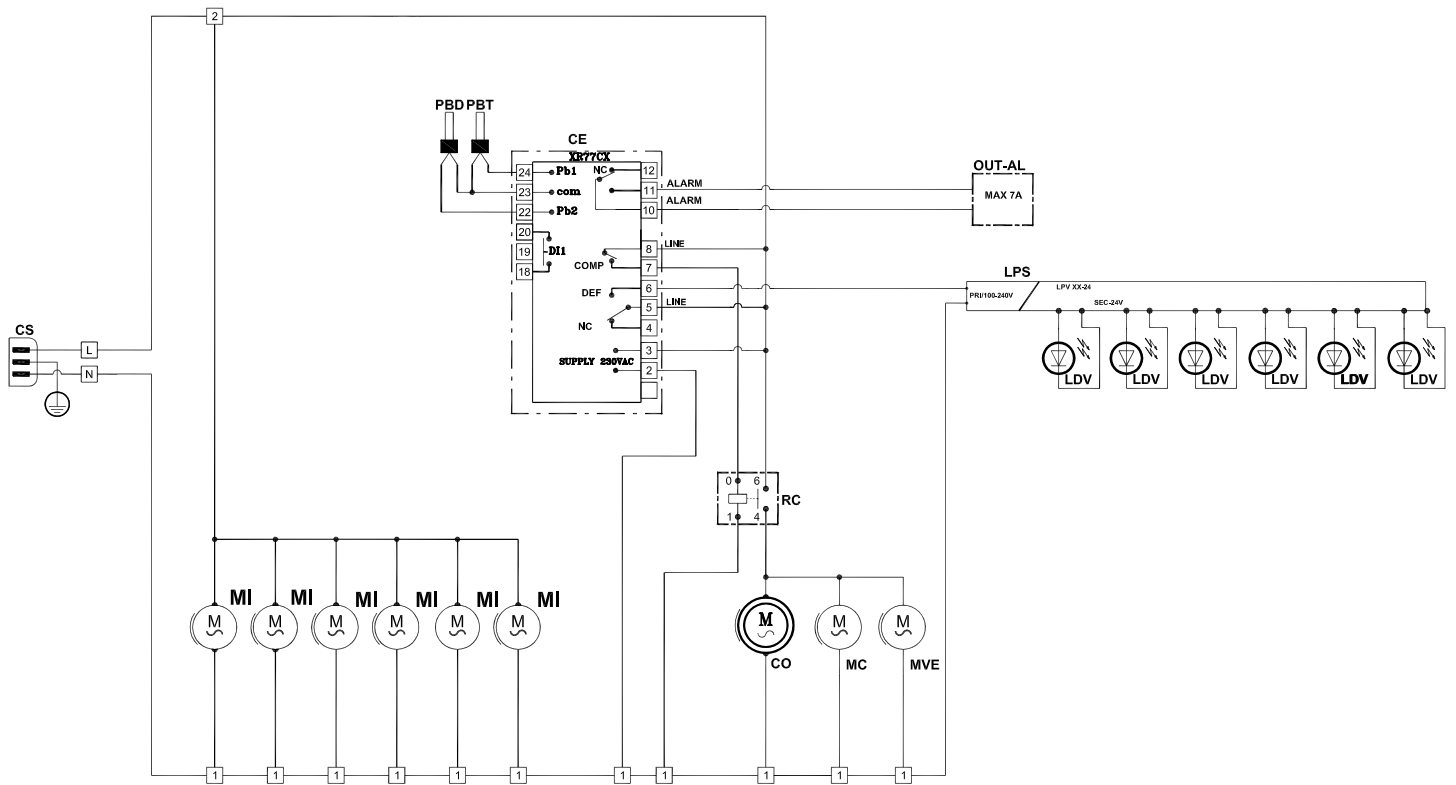 2
PBD PBT
CE
XR77CX
24 Pb1 NC 12
OUT-AL
23 com 11 ALARM
MAX 7A
22 Pb2 10 ALARM
20
19 DI1 8 LINE
18 COMP 7
LPS
DEF 6
PRI/100-240V LPV XX-24
5 LINE
SEC-24V
NC 4
CS
L
3
SUPPLY 230VAC
2
N
LDV LDV LDV LDV LDV LDV
0 6
RC
1 4
MI MI MI MI MI MI
M M M M M M
M M M
CO MC MVE
1 1 1 1 1 1 1 1 1 1 1